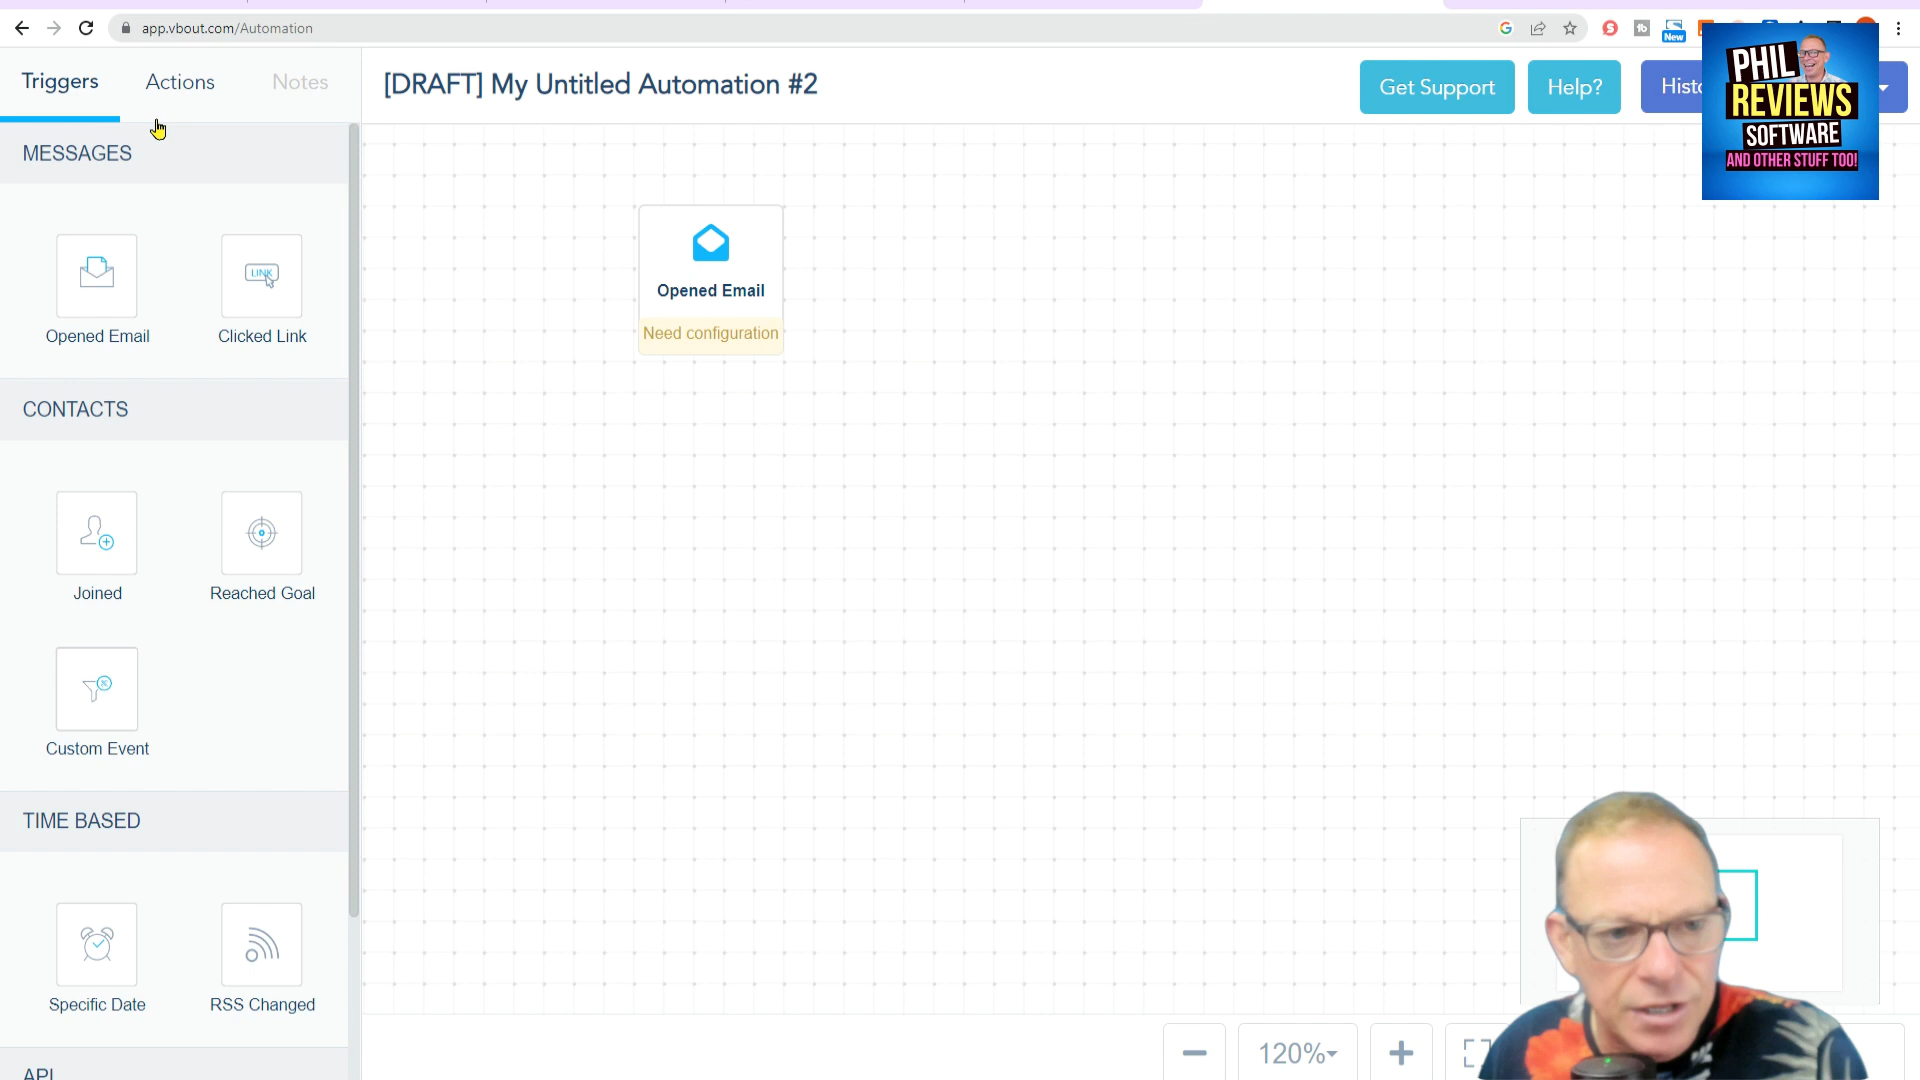 app.vbout.com/Automation
New
Triggers
Actions
Notes
[DRAFT] My Untitled Automation #2
Get Support
Help?
PHIL
REVIEWS
SOFTWARE
AND OTHER STUFF TOO!
MESSAGES
Opened Email
Clicked Link
LINK
Opened Email
Need configuration
CONTACTS
Joined
Reached Goal
Custom Event
TIME BASED
Specific Date
RSS Changed
API
120%